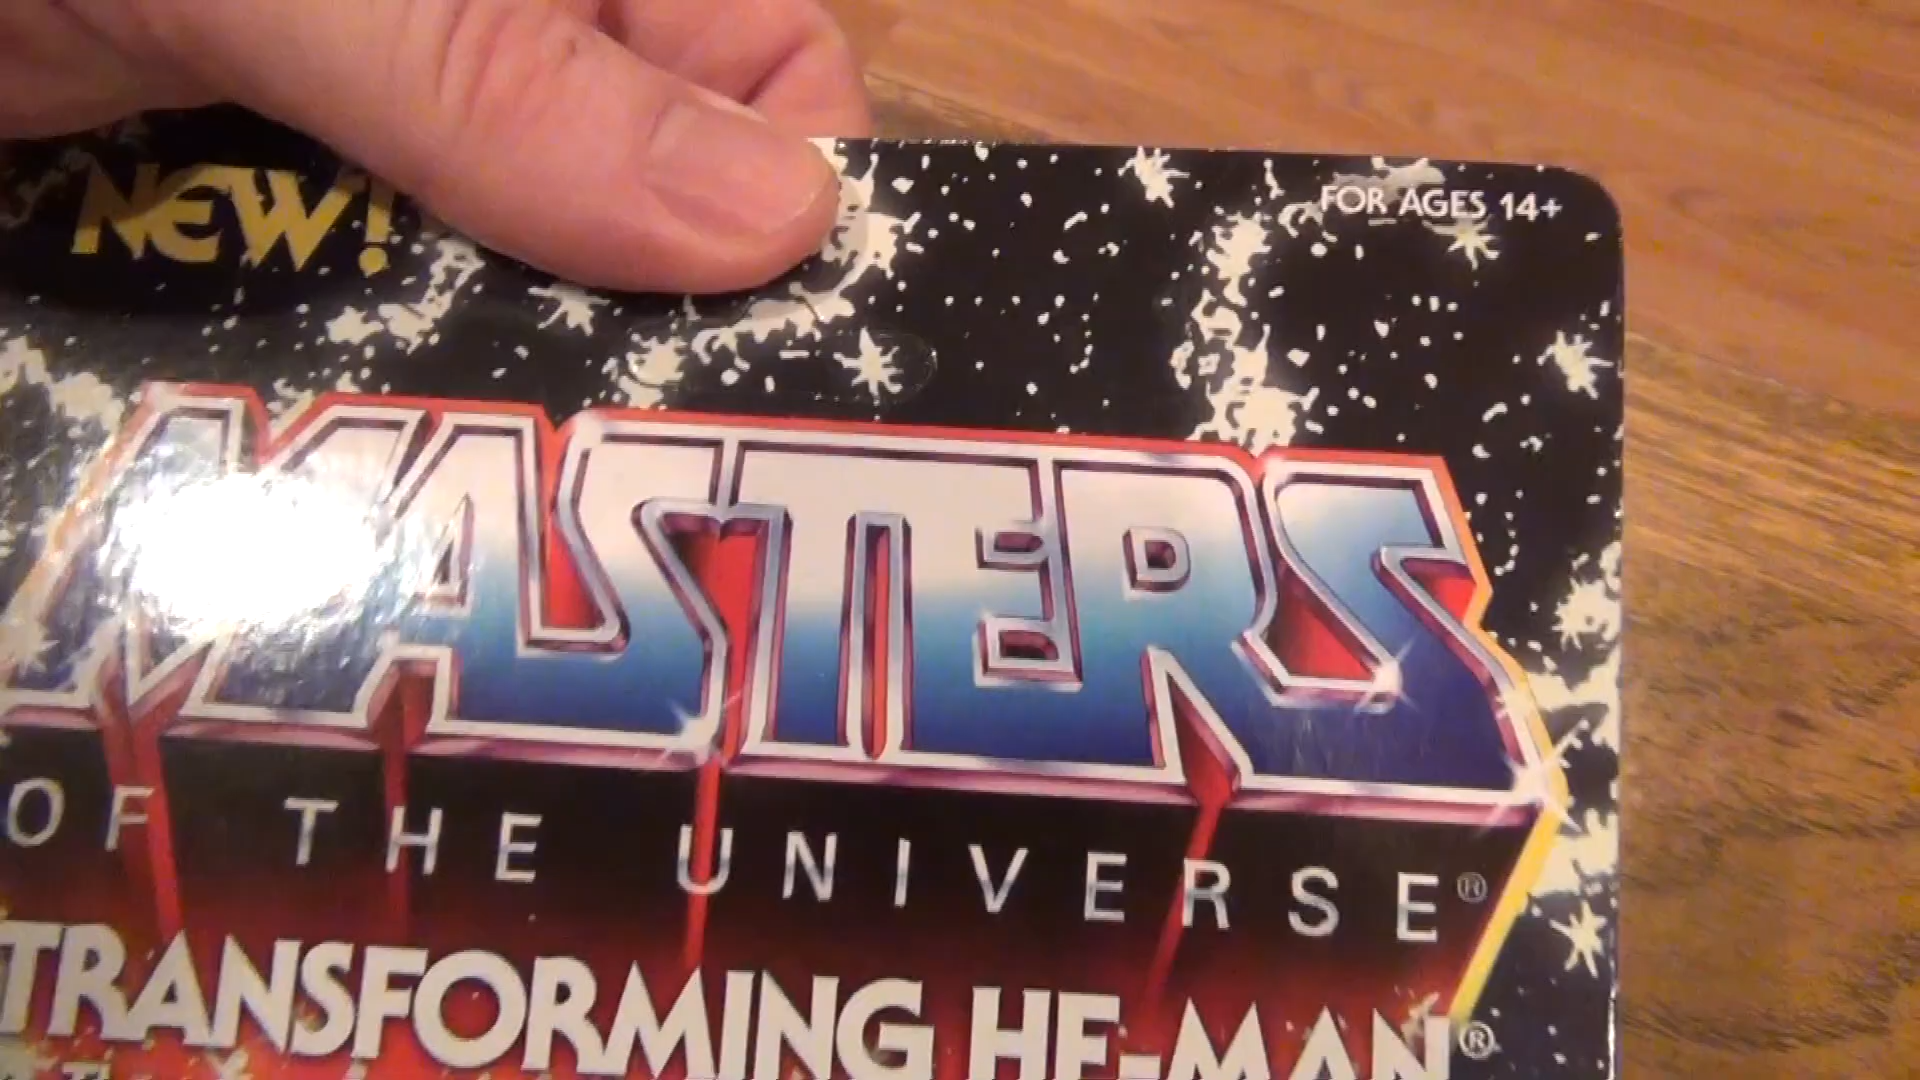 NEW!
FOR AGES 14+
MASTERS
OF THE UNIVERSE®
TRANSFORMING HE-MAN®